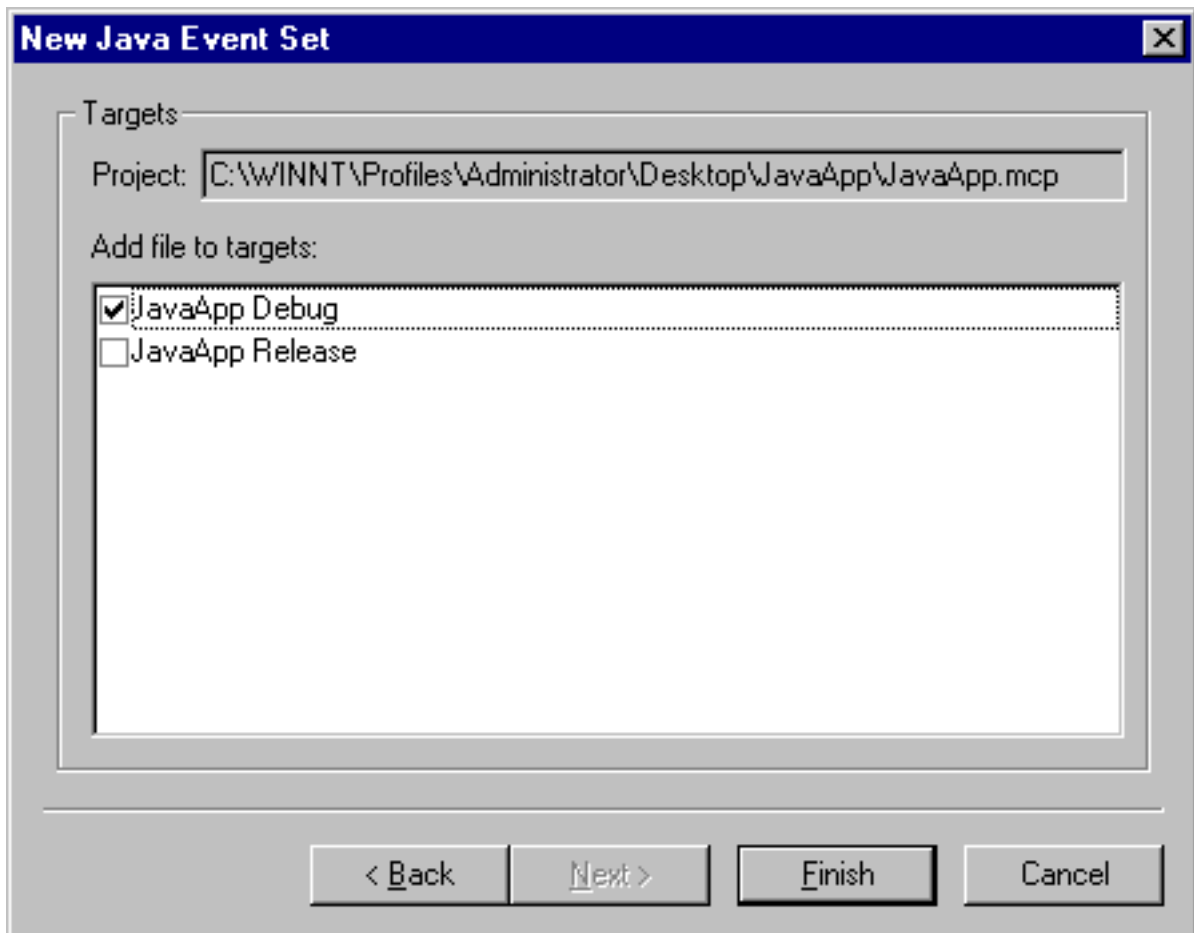 New Java Event Set
Targets
Project: C:\WINNT\Profiles\Administrator\Desktop\JavaApp\JavaApp.mcp
Add file to targets:
JavaApp Debug
JavaApp Release
< Back Next > Finish Cancel